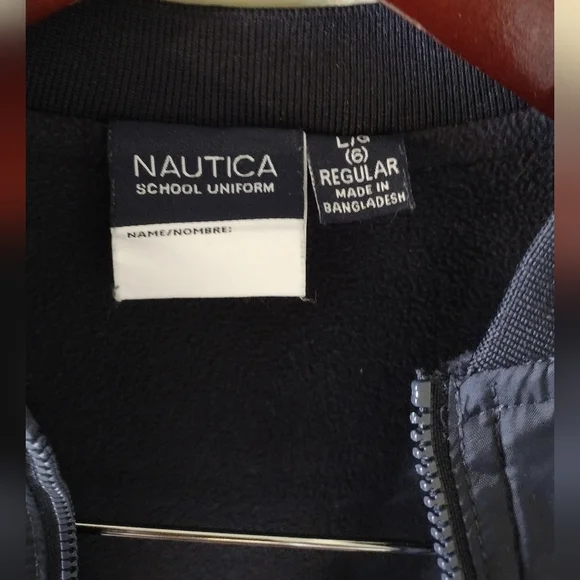 NAUTICA
SCHOOL UNIFORM
NAME/NOMBRE:
L/G
(6)
REGULAR
MADE IN
BANGLADESH